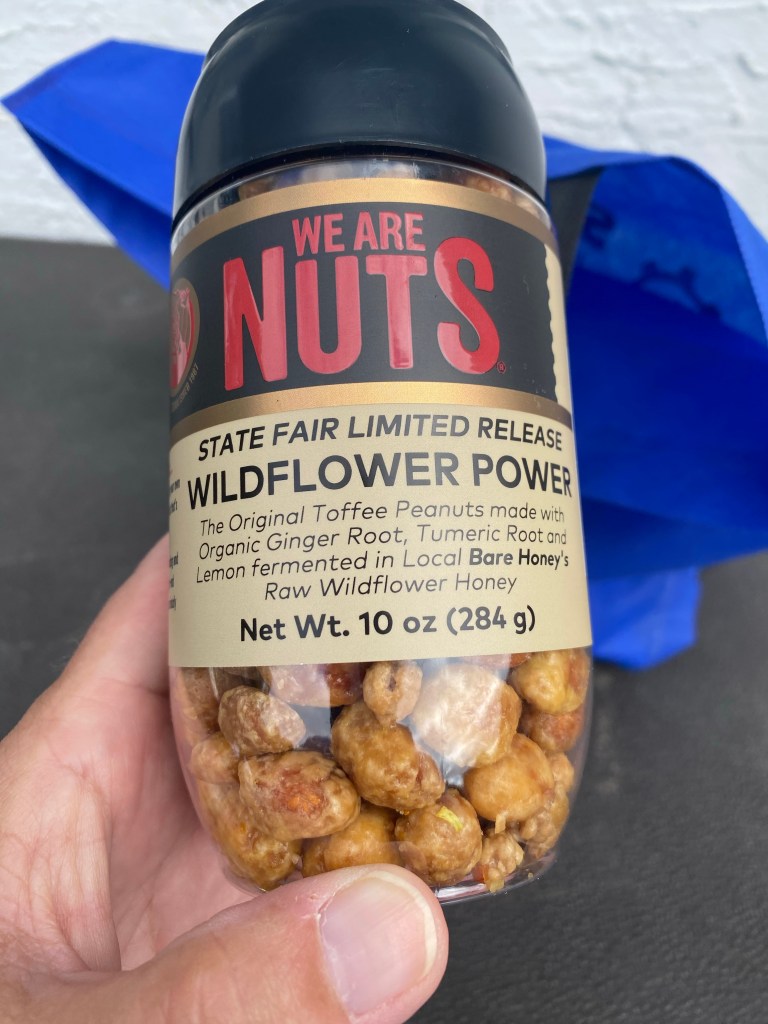 WE ARE
NUTS
STATE FAIR LIMITED RELEASE
WILDFLOWER POWER
The Original Toffee Peanuts made with
Organic Ginger Root, Tumeric Root and
Lemon fermented in Local Bare Honey's
Raw Wildflower Honey
Net Wt. 10 oz (284 g)